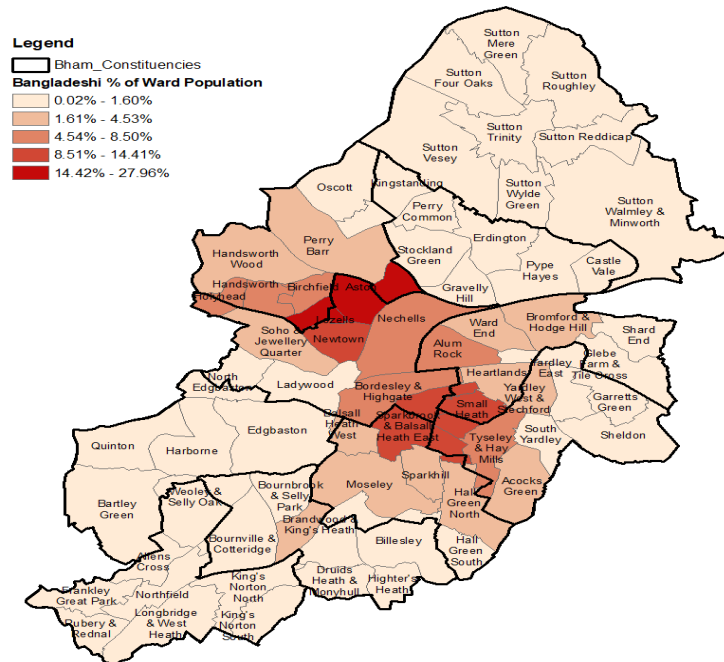 Legend
Bham_Constituencies
Bangladeshi % of Ward Population
0.02% - 1.60%
1.61% - 4.53%
4.54% - 8.50%
8.51% - 14.41%
14.42% - 27.96%
Sutton
Mere
Green
Sutton
Four Oaks
Sutton
Roughley
Sutton
Trinity
Sutton Reddicap
Sutton
Vesey
Sutton
Wylde
Green
Sutton
Walmley &
Minworth
Oscott
Kingstanding
Perry
Common
Erdington
Stockland
Green
Pype
Hayes
Castle
Vale
Gravelly
Hill
Perry
Barr
Handsworth
Wood
Handsworth
Holyhead
Birchfield
Aston
Lozells
Newtown
Nechells
Soho &
Jewellery
Quarter
Ward
End
Alum
Rock
Bromford &
Hodge Hill
Shard
End
Glebe
Farm &
Tile Cross
Yardley
East
Heartlands
North
Edgbaston
Ladywood
Bordesley &
Highgate
Small
Heath
Yardley
West &
Stechford
Garretts
Green
Sheldon
South
Yardley
Balsall
Heath
West
Sparkbrook
& Balsall
Heath East
Tyseley
& Hay
Mills
Acocks
Green
Edgbaston
Quinton
Harborne
Bartley
Green
Weoley &
Selly Oak
Bournbrook
& Selly
Park
Moseley
Sparkhill
Hall
Green
North
Hall
Green
South
Brandwood &
King's Heath
Billesley
Bournville &
Cotteridge
Allens
Cross
Frankley
Great Park
Northfield
King's
Norton
North
Druids
Heath &
Monyhull
Highter's
Heath
Rubery &
Rednal
Longbridge
& West
Heath
King's
Norton
South